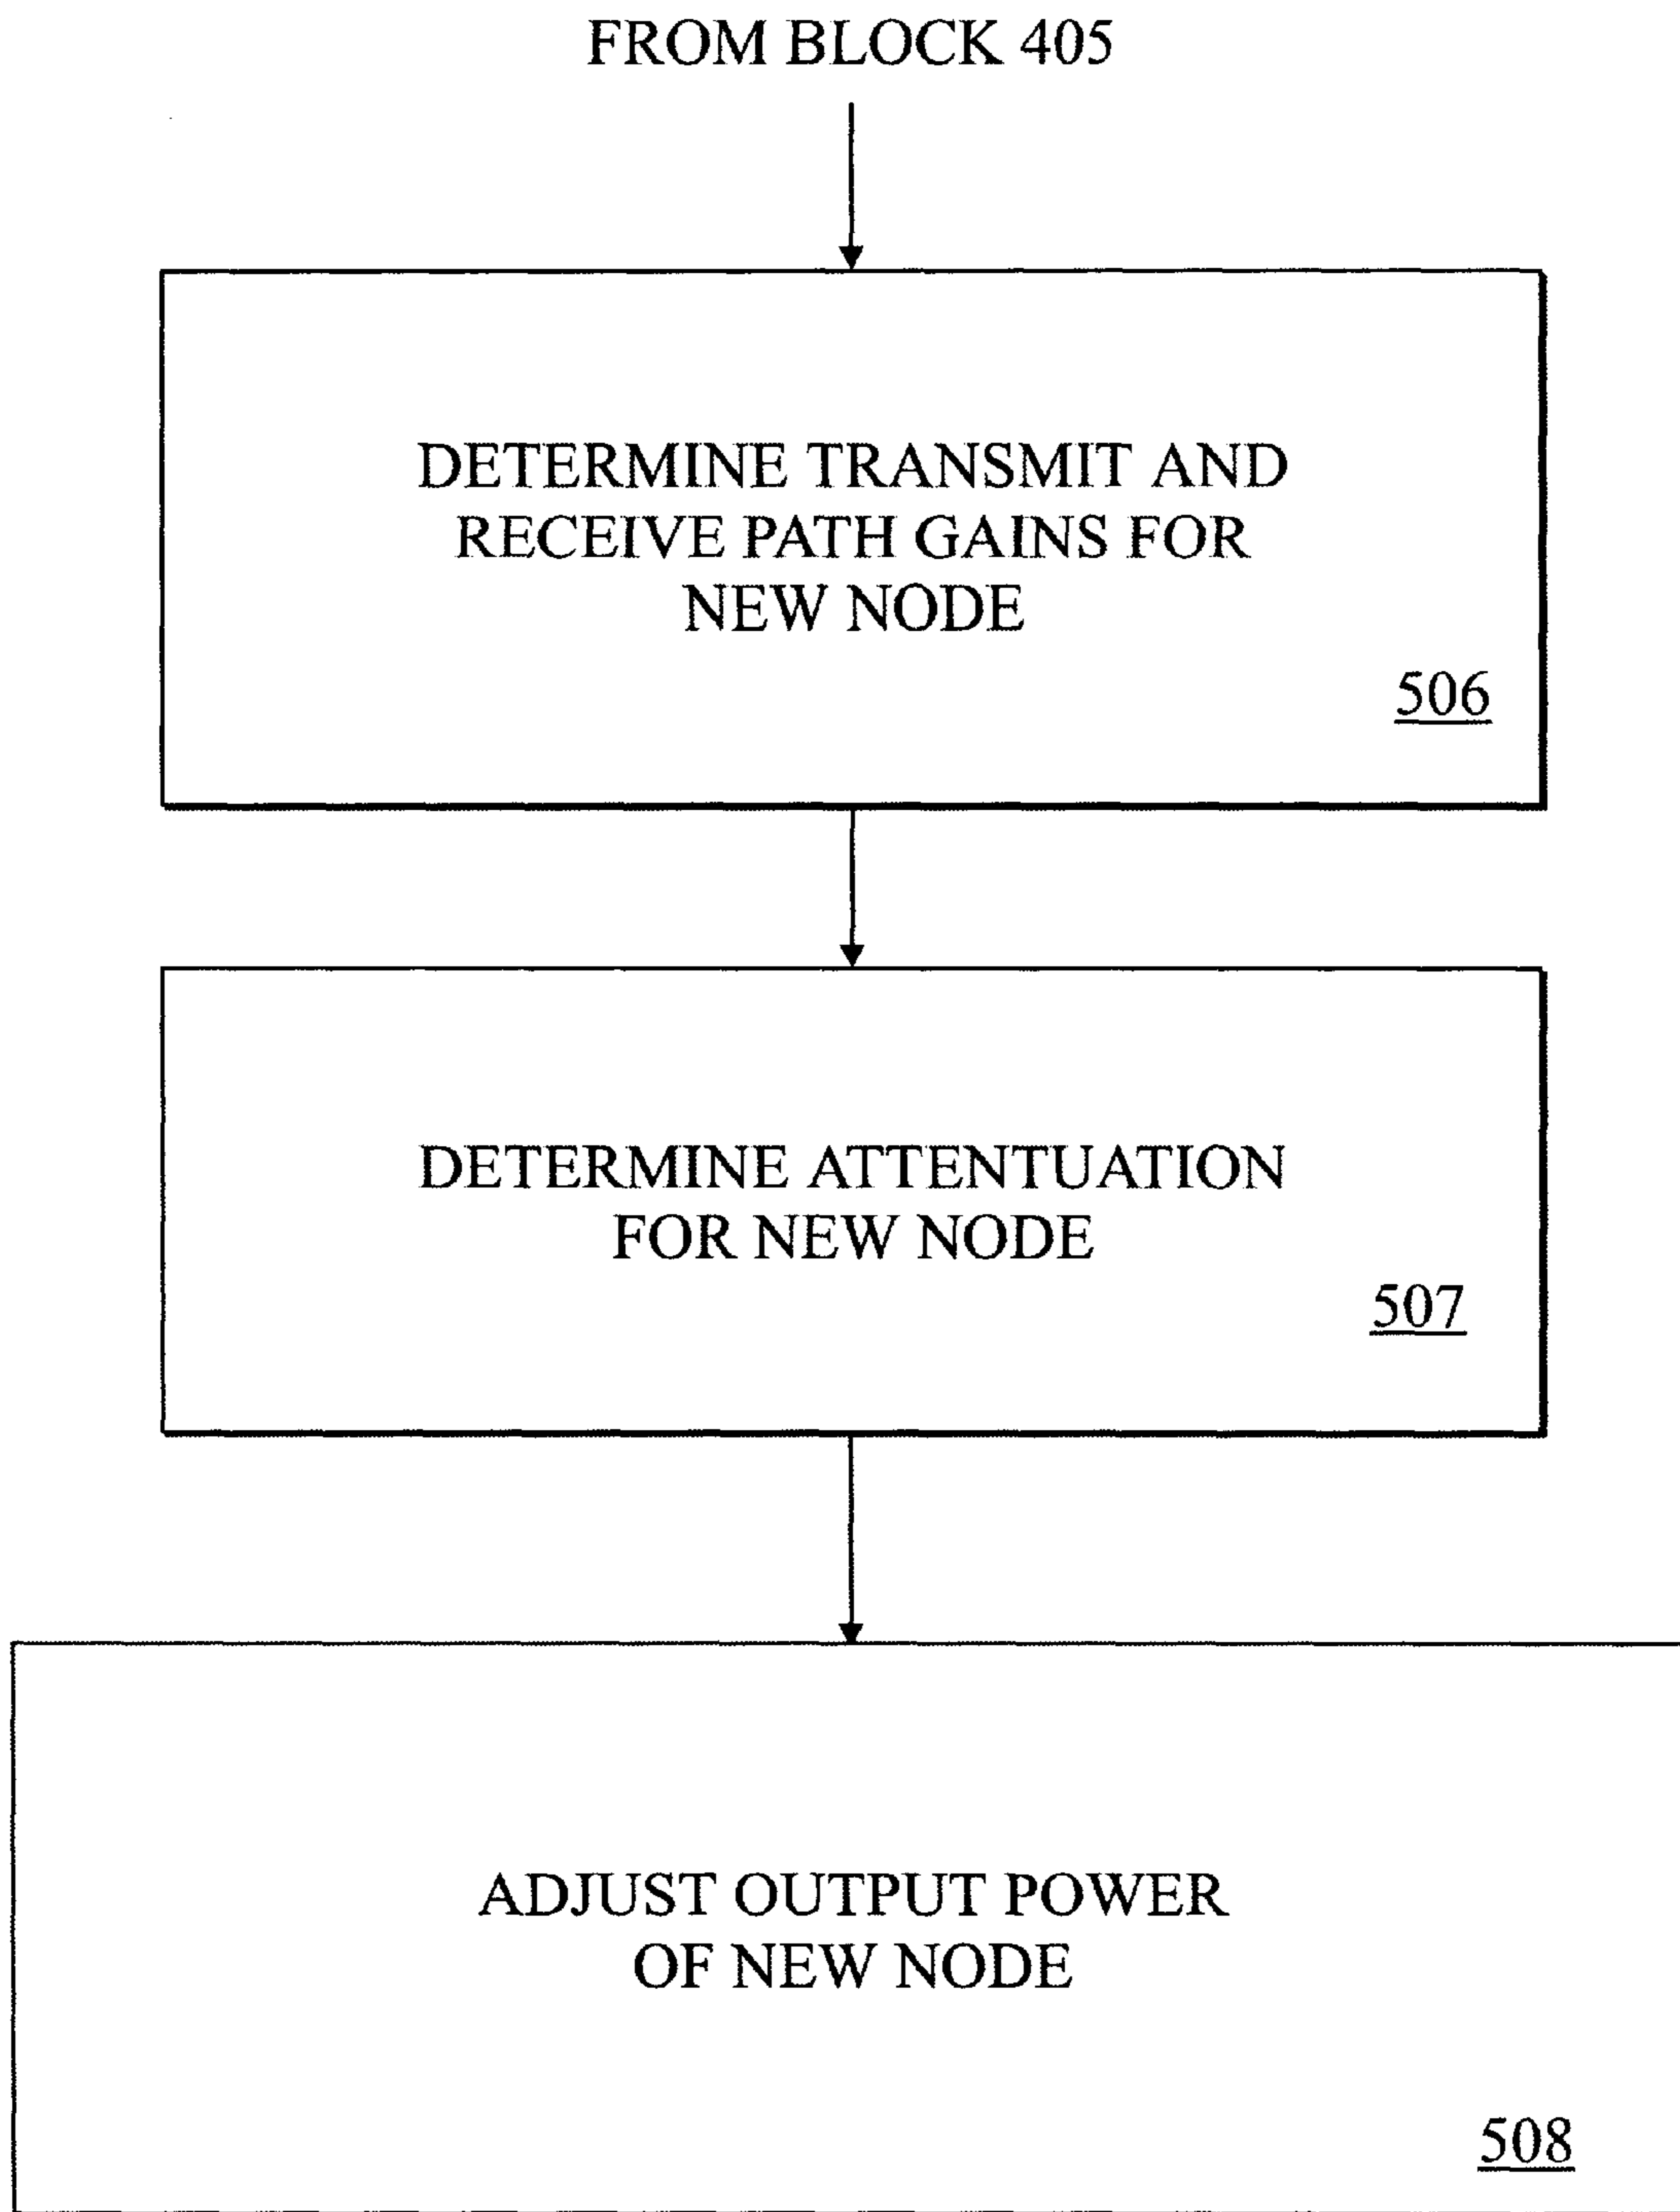 FROM BLOCK 405
DETERMINE TRANSMIT AND
RECEIVE PATH GAINS FOR
NEW NODE
506
DETERMINE ATTENTUATION
FOR NEW NODE
507
ADJUST OUTPUT POWER
OF NEW NODE
508